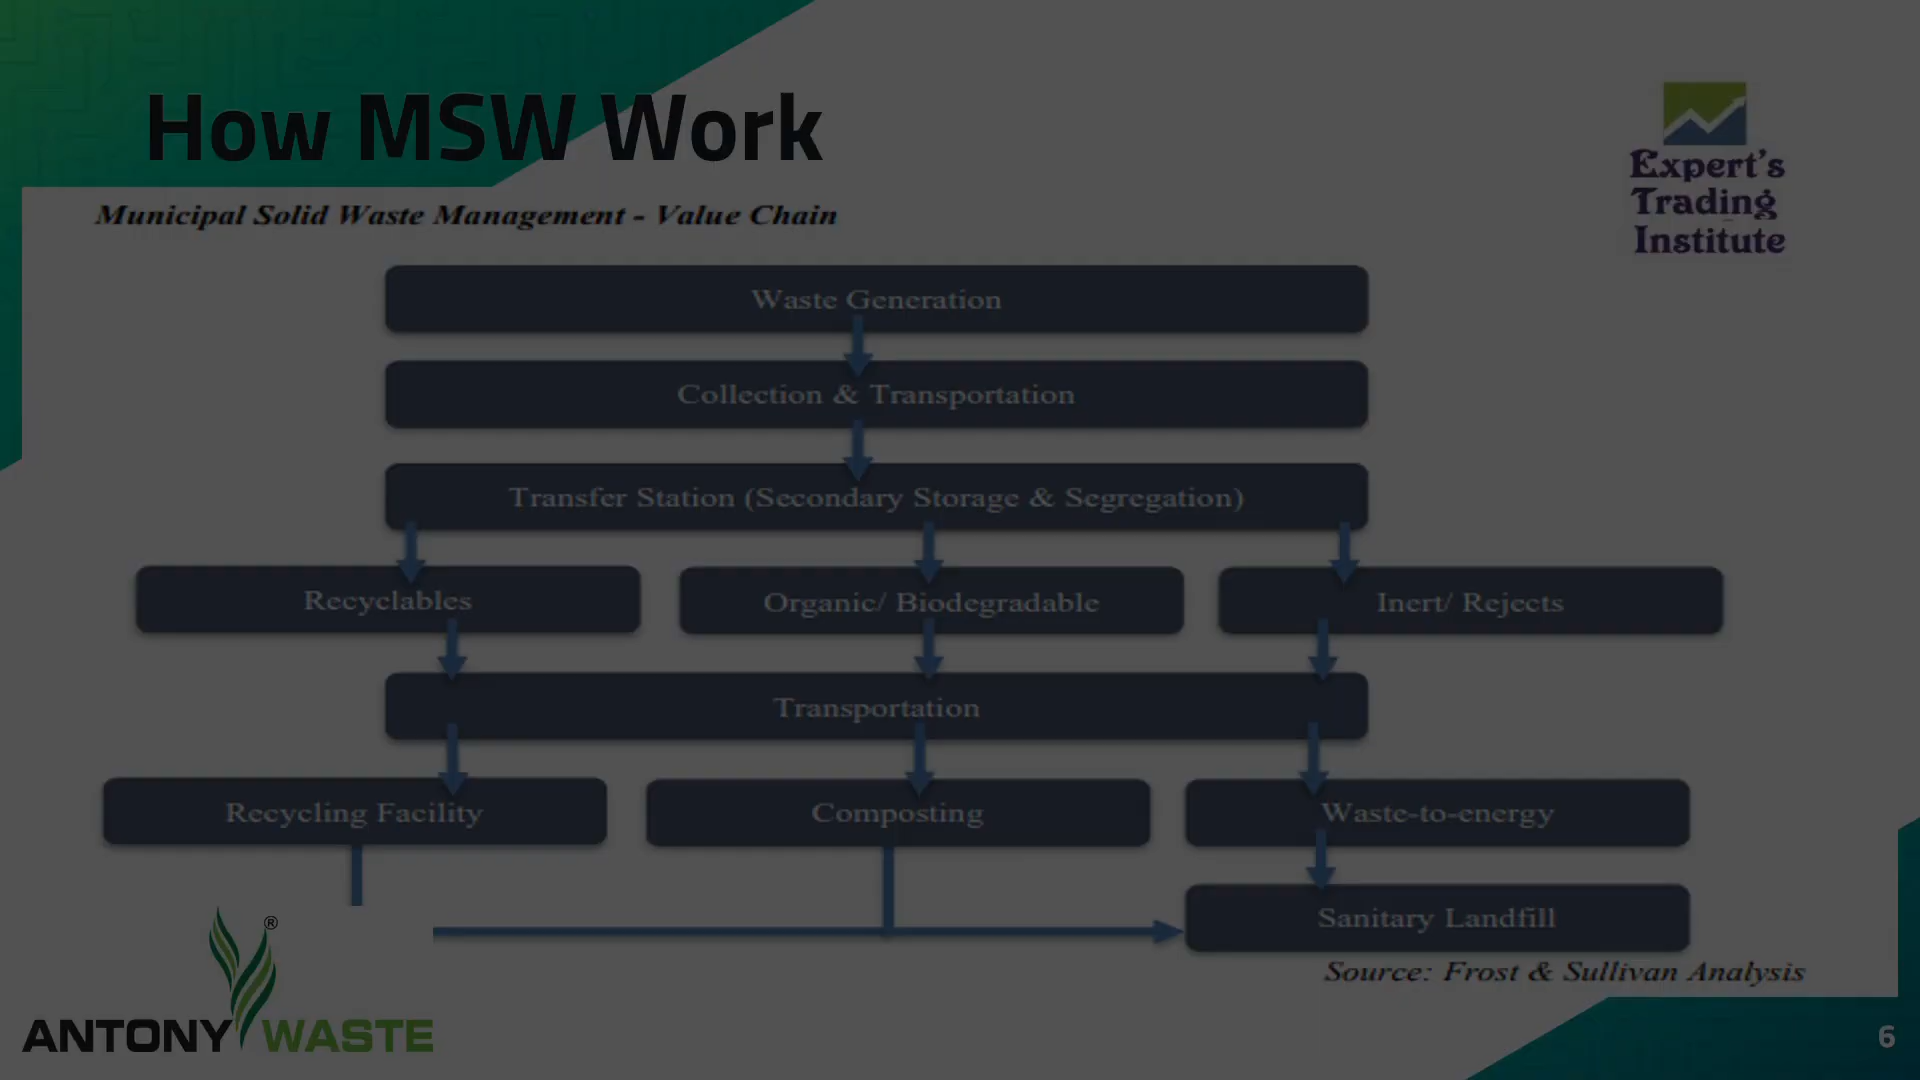 How MSW Work
Expert's
Trading
Institute
Municipal Solid Waste Management - Value Chain
Waste Generation
Collection & Transportation
Transfer Station (Secondary Storage & Segregation)
Recyclables
Organic/ Biodegradable
Inert/ Rejects
Transportation
Recycling Facility
Composting
Waste-to-energy
Sanitary Landfill
Source: Frost & Sullivan Analysis
®
ANTONY WASTE
6